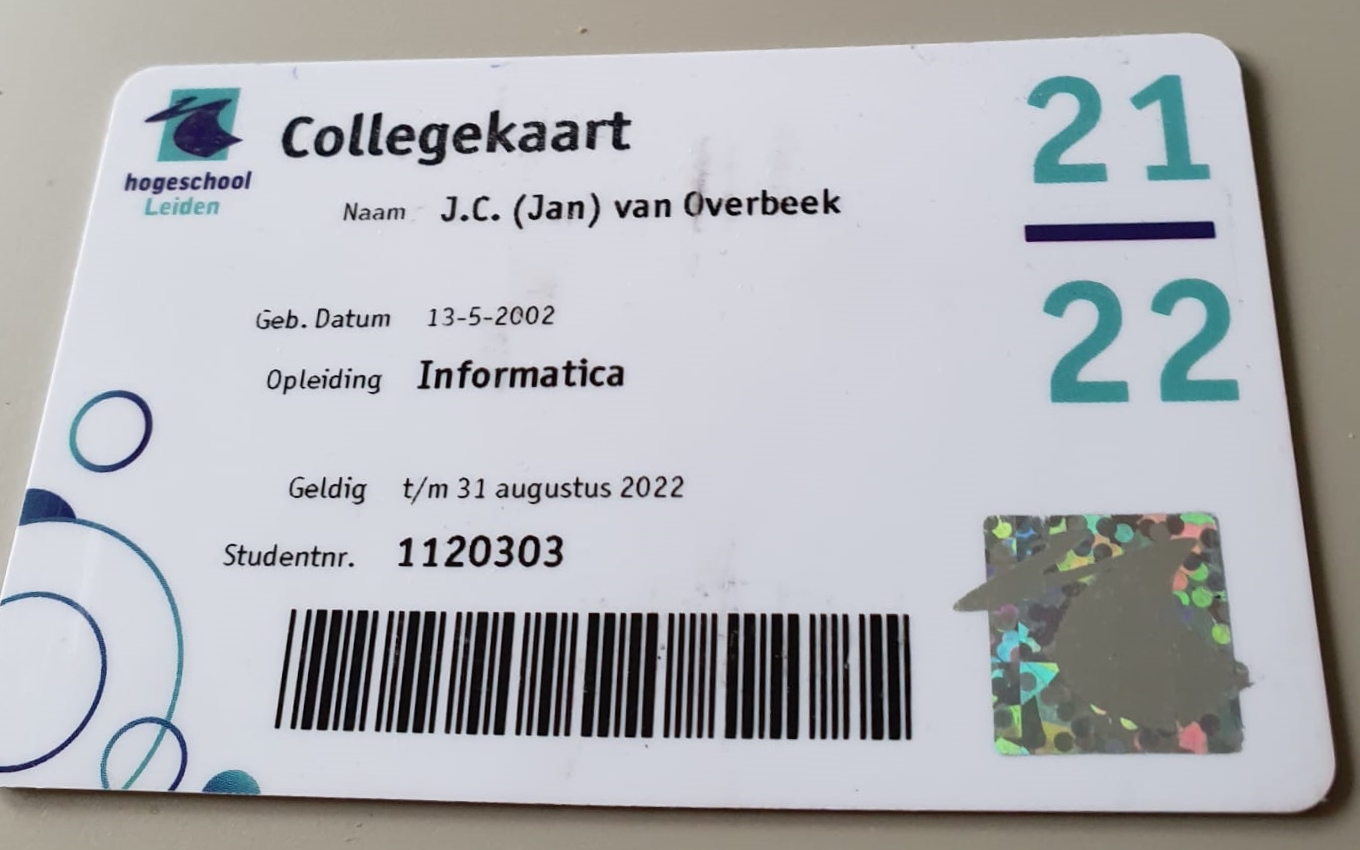 hogeschool
Leiden
Collegekaart
Naam J.C. (Jan) van Overbeek
Geb. Datum 13-5-2002
Opleiding Informatica
Geldig t/m 31 augustus 2022
Studentnr. 1120303
21
22